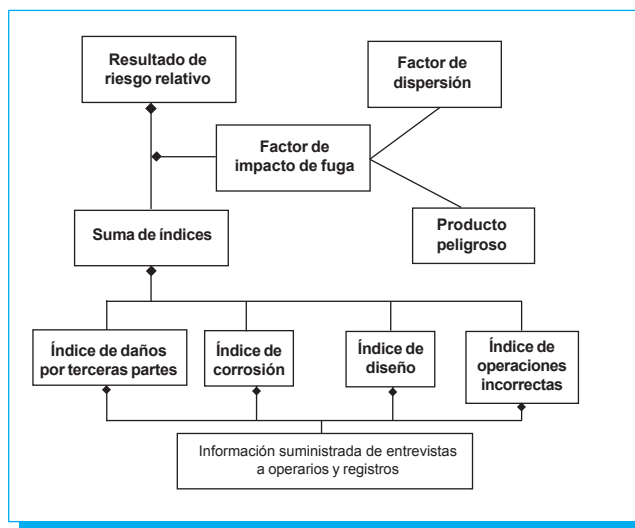 Resultado de
riesgo relativo
Factor de
dispersión
Factor de
impacto de fuga
Suma de índices
Producto
peligroso
Índice de daños
por terceras partes
Índice de
corrosión
Índice de
diseño
Índice de
operaciones
incorrectas
Información suministrada de entrevistas
a operarios y registros